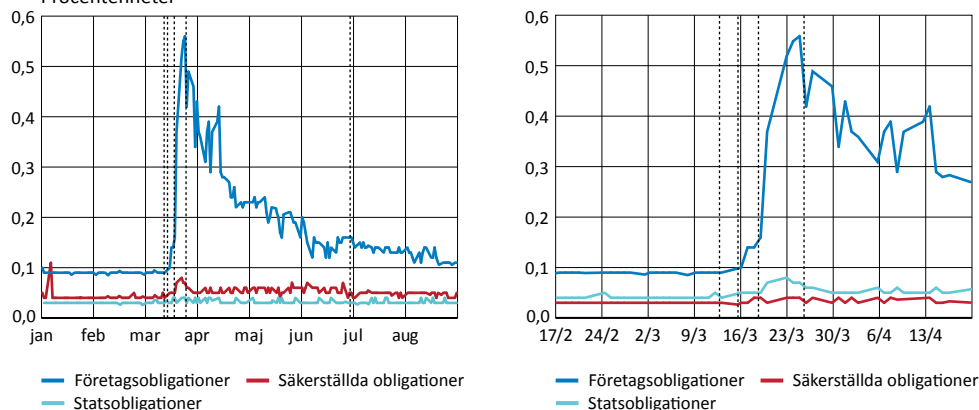 Procentenheter
0,6
0,5
0,4
0,3
0,2
0,1
0,0
jan feb mar apr maj jun jul aug
Företagsobligationer Säkerställda obligationer
Statsobligationer
0,6
0,5
0,4
0,3
0,2
0,1
0,0
17/2 24/2 2/3 9/3 16/3 23/3 30/3 6/4 13/4
Företagsobligationer Säkerställda obligationer
Statsobligationer